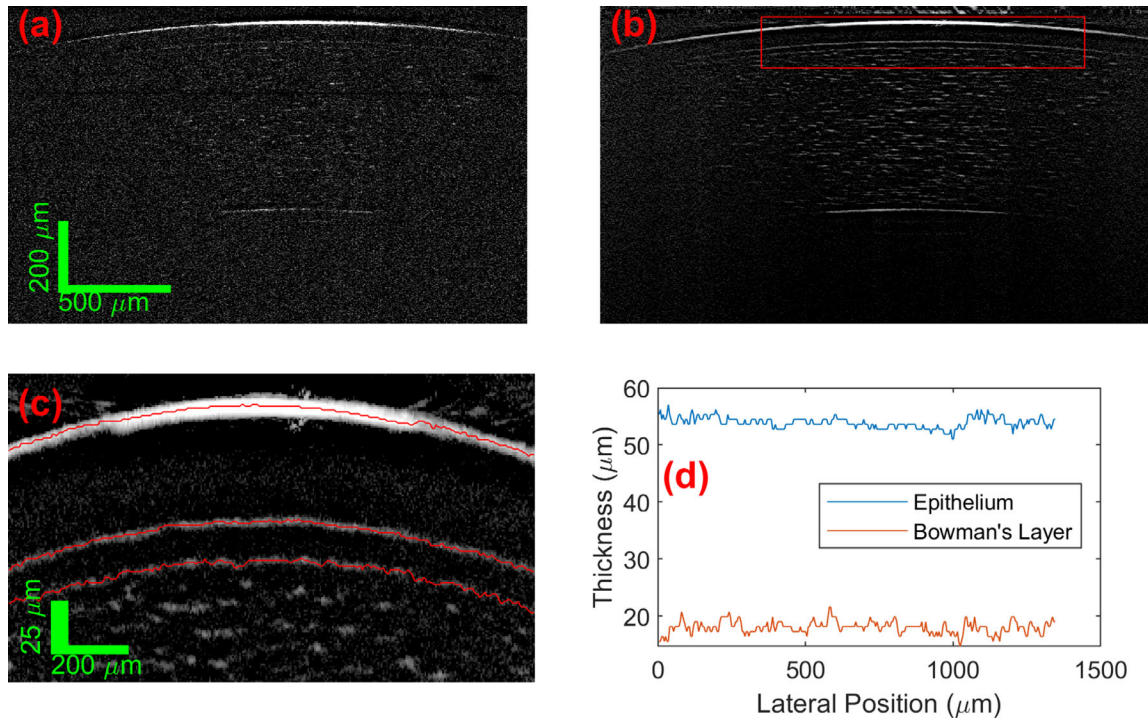 (a)
200 μm
500 μm
(b)
(c)
25 μm
200 μm
60
50
40
30
20
(d)
Epithelium
Bowman's Layer
Thickness (μm)
0
500
1000
1500
Lateral Position (μm)